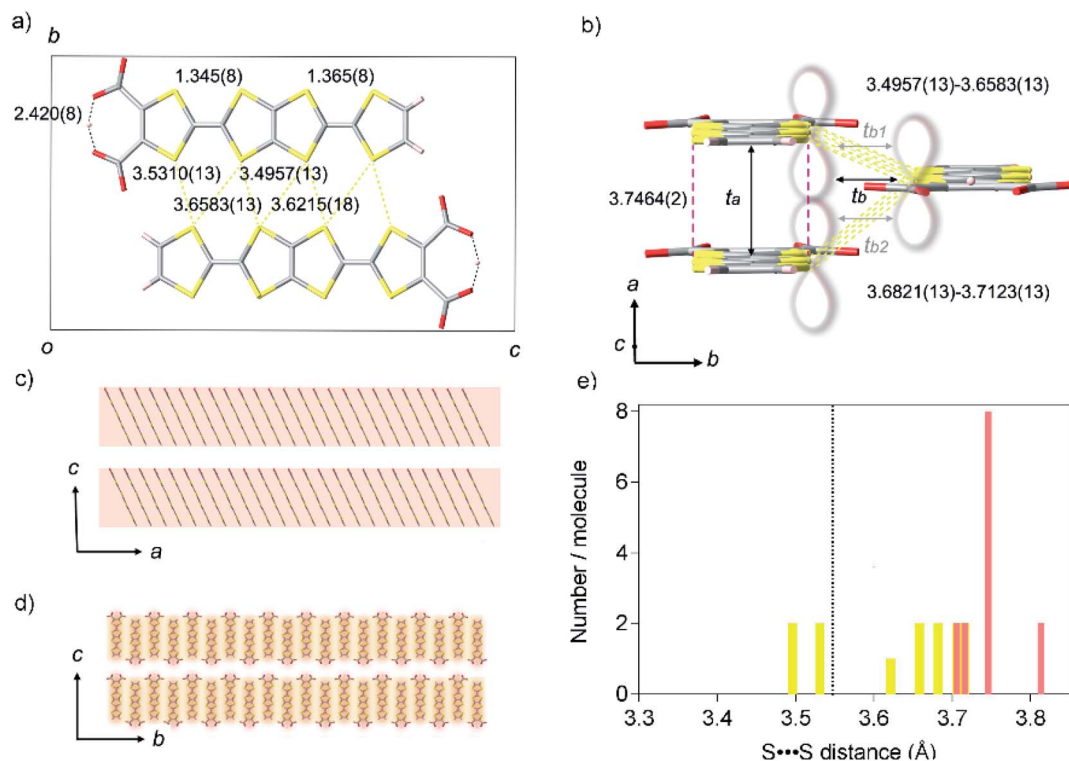 a)
b
1.345(8)
1.365(8)
2.420(8)
3.5310(13)
3.4957(13)
3.6583(13)
3.6215(18)
o
c
b)
3.4957(13)-3.6583(13)
tb1
3.7464(2)
ta
tb
tb2
3.6821(13)-3.7123(13)
a
c
b
c)
c
a
d)
c
b
e)
Number / molecule
8
6
4
2
0
3.3
3.4
3.5
3.6
3.7
3.8
S•••S distance (Å)